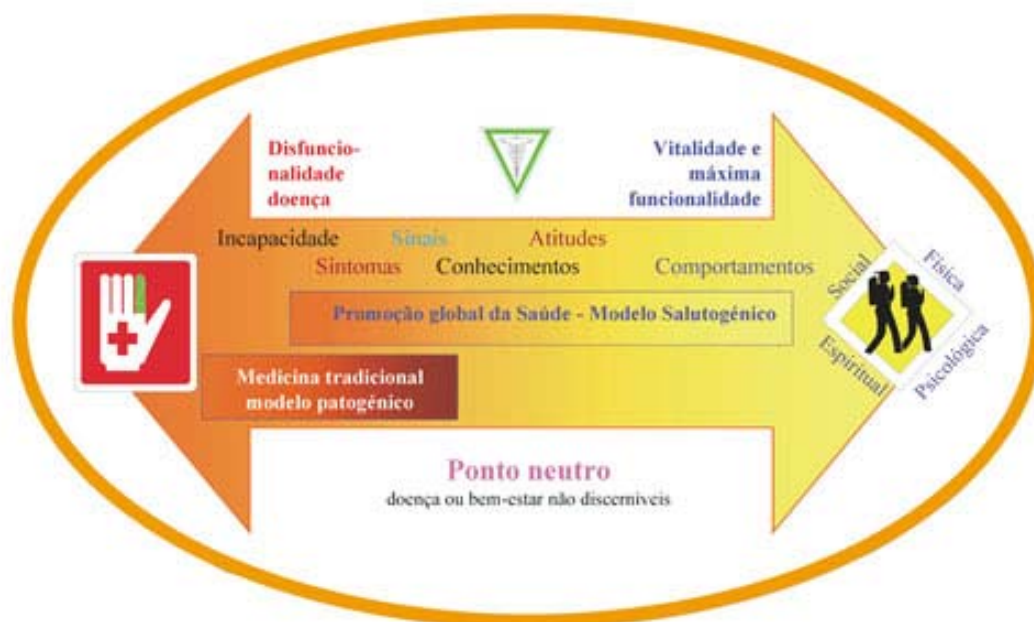 Disfuncio-
nalidade
doença
Vitalidade e
máxima
funcionalidade
Incapacidade Sinais Atitudes
Sintomas Conhecimentos Comportamentos
Social
Física
Promoção global da Saúde - Modelo Salutogénico
Espiritual
Psicológica
Medicina tradicional
modelo patogénico
Ponto neutro
doença ou bem-estar não discerniveis